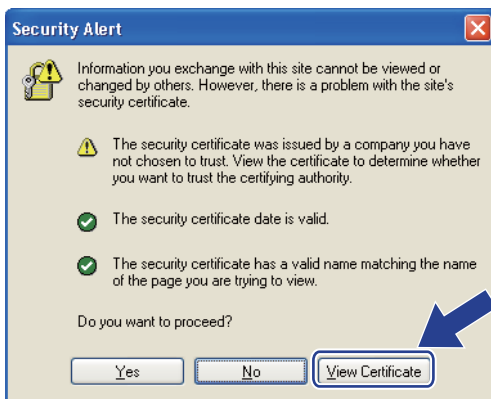 Security Alert
Information you exchange with this site cannot be viewed or
changed by others. However, there is a problem with the site's
security certificate.
The security certificate was issued by a company you have
not chosen to trust. View the certificate to determine whether
you want to trust the certifying authority.
The security certificate date is valid.
The security certificate has a valid name matching the name
of the page you are trying to view.
Do you want to proceed?
Yes No View Certificate